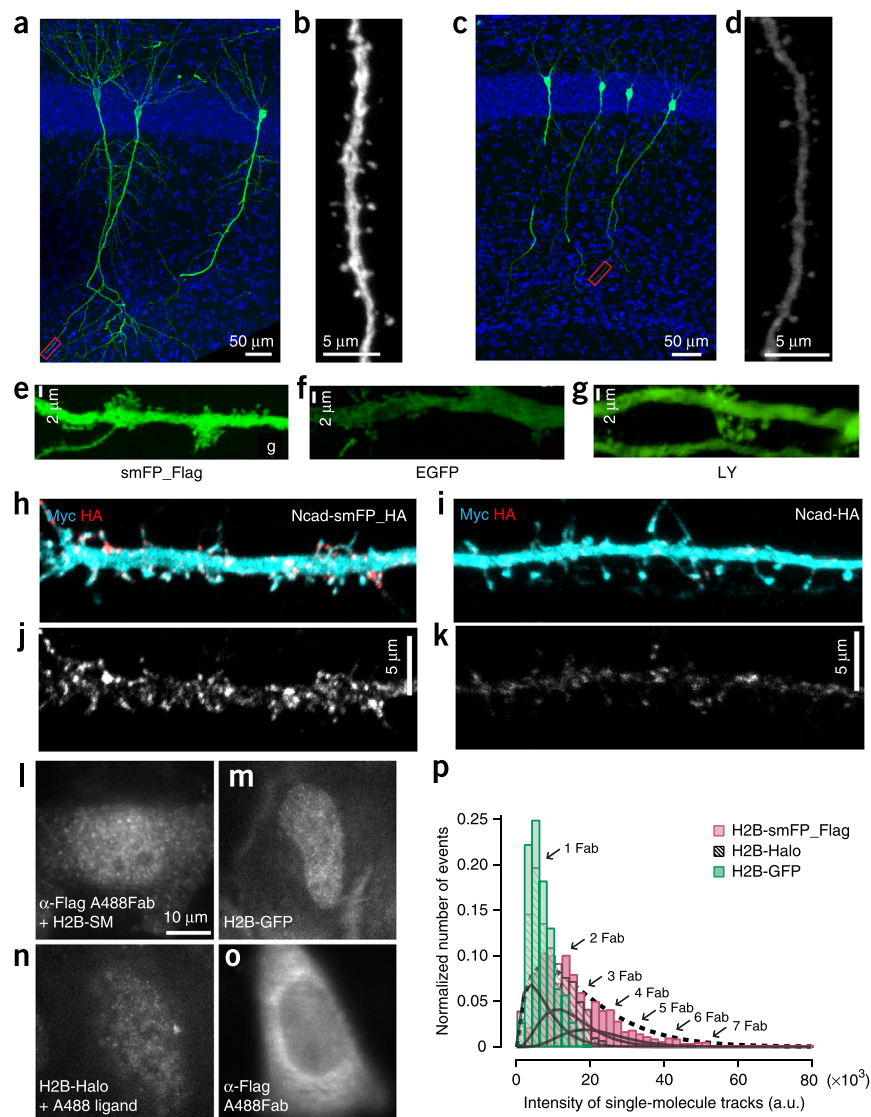 a
b
c
d
50 μm
5 μm
50 μm
5 μm
e
f
g
2 μm
g
2 μm
2 μm
smFP_Flag
EGFP
LY
h
i
Myc HA
Ncad-smFP_HA
Myc HA
Ncad-HA
j
k
5 μm
5 μm
l
m
p
α-Flag A488Fab
+ H2B-SM
10 μm
H2B-GFP
n
o
H2B-Halo
+ A488 ligand
α-Flag
A488Fab
Normalized number of events
0.25
0.20
0.15
0.10
0.05
0
H2B-smFP_Flag
H2B-Halo
H2B-GFP
1 Fab
2 Fab
3 Fab
4 Fab
5 Fab
6 Fab
7 Fab
0
20
40
60
80
(×10³)
Intensity of single-molecule tracks (a.u.)